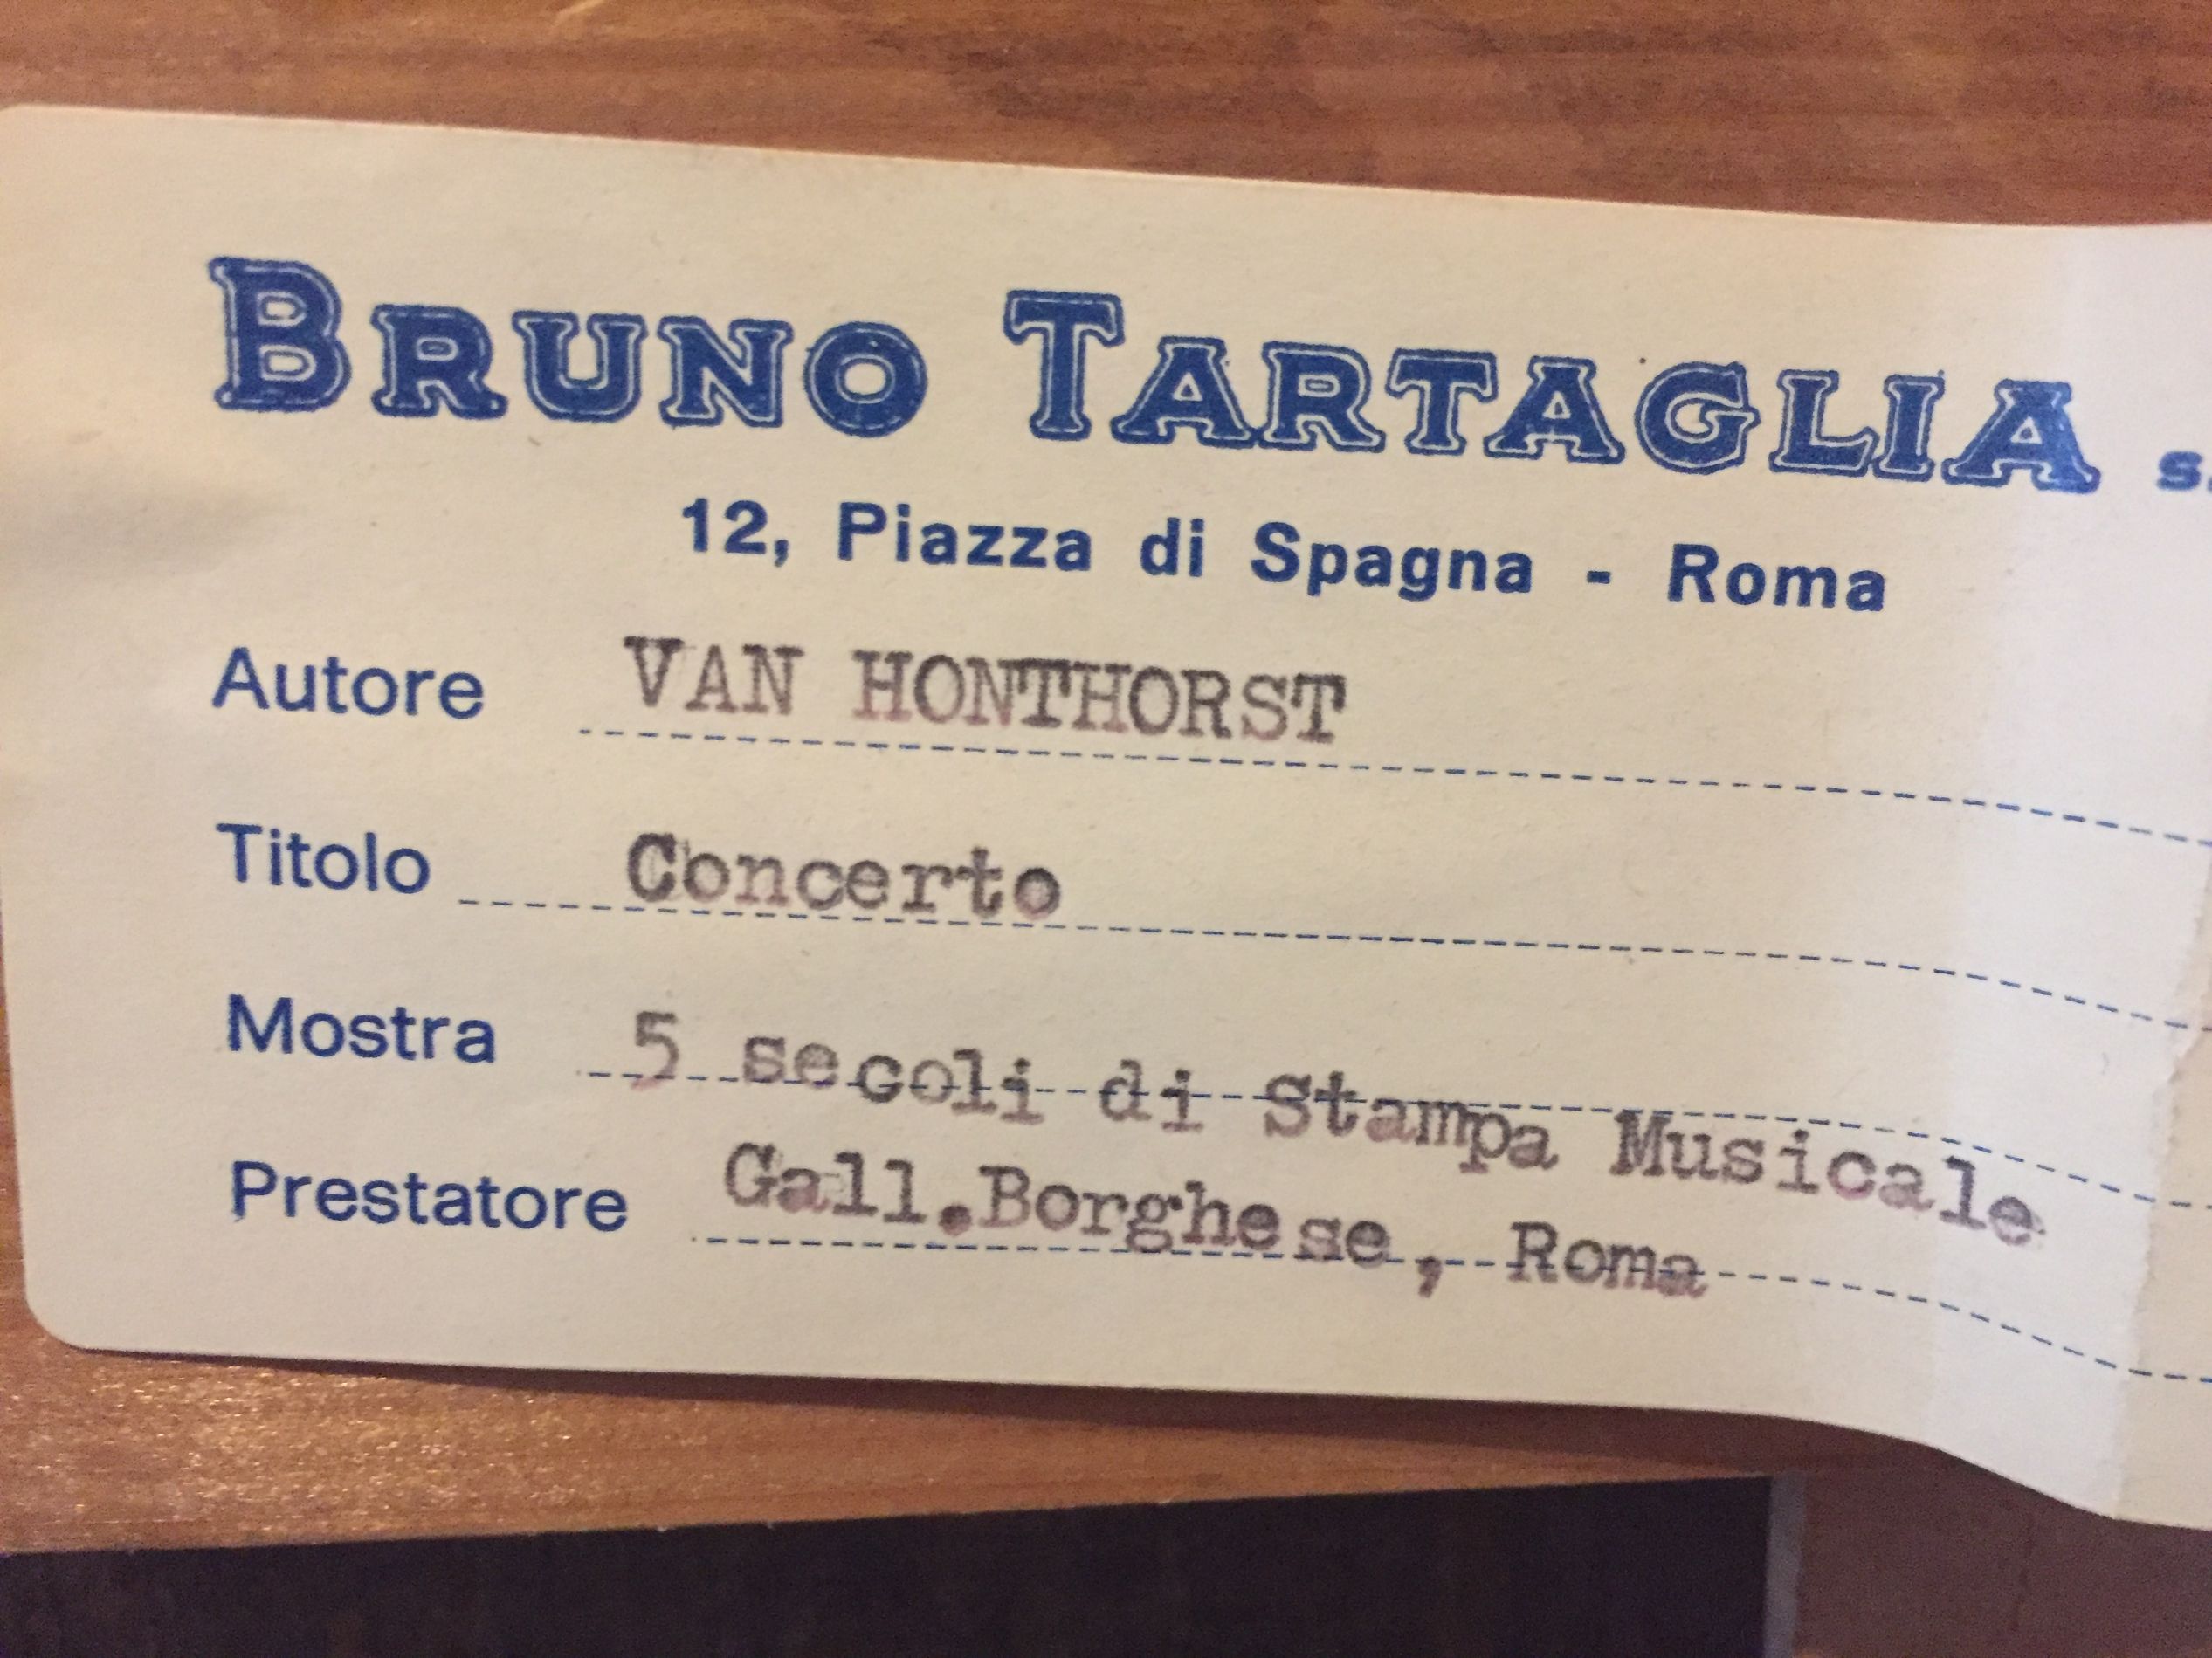 BRUNO TARTAGLIA s.
12, Piazza di Spagna - Roma
Autore VAN HONTHORST
Titolo Concerto
Mostra 5 secoli di Stampa Musicale
Prestatore Gall.Borghese, Roma